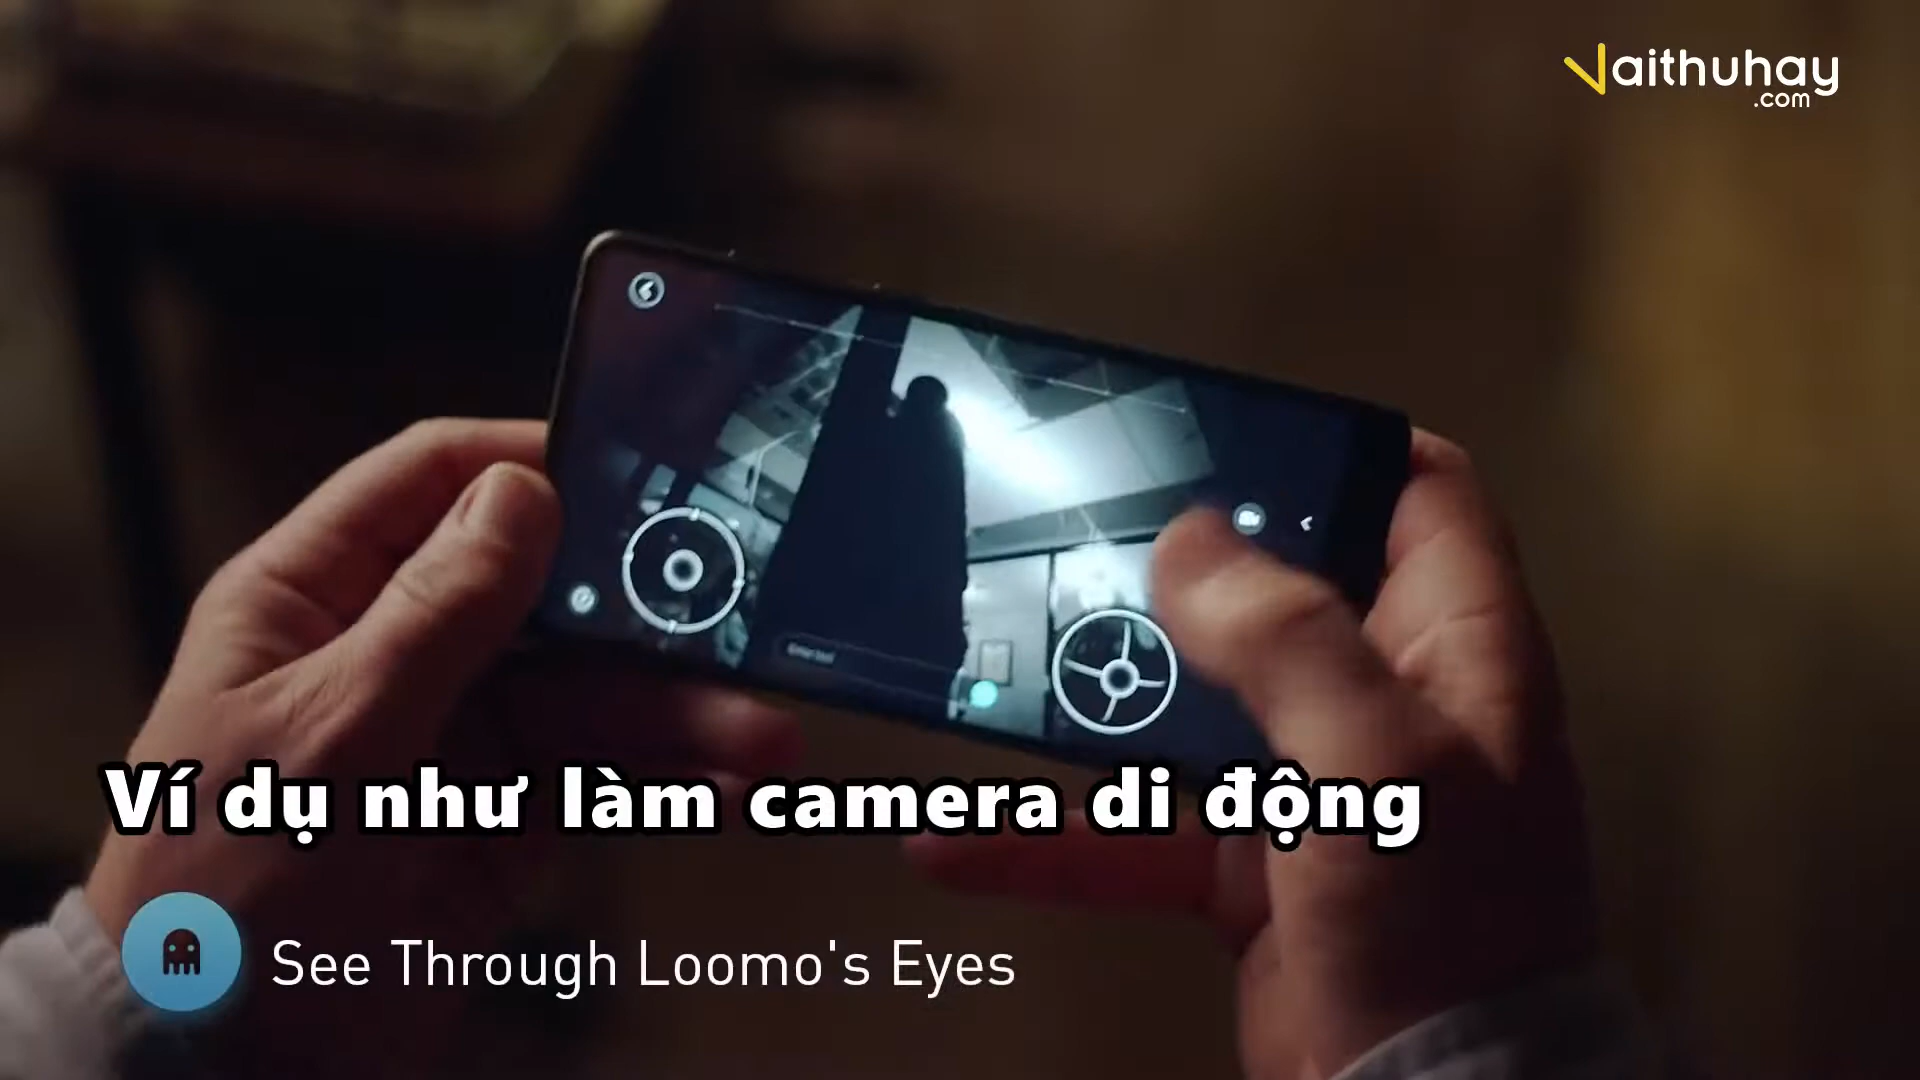 Vaithuhay
.com
Ví dụ như làm camera di động
See Through Loomo's Eyes